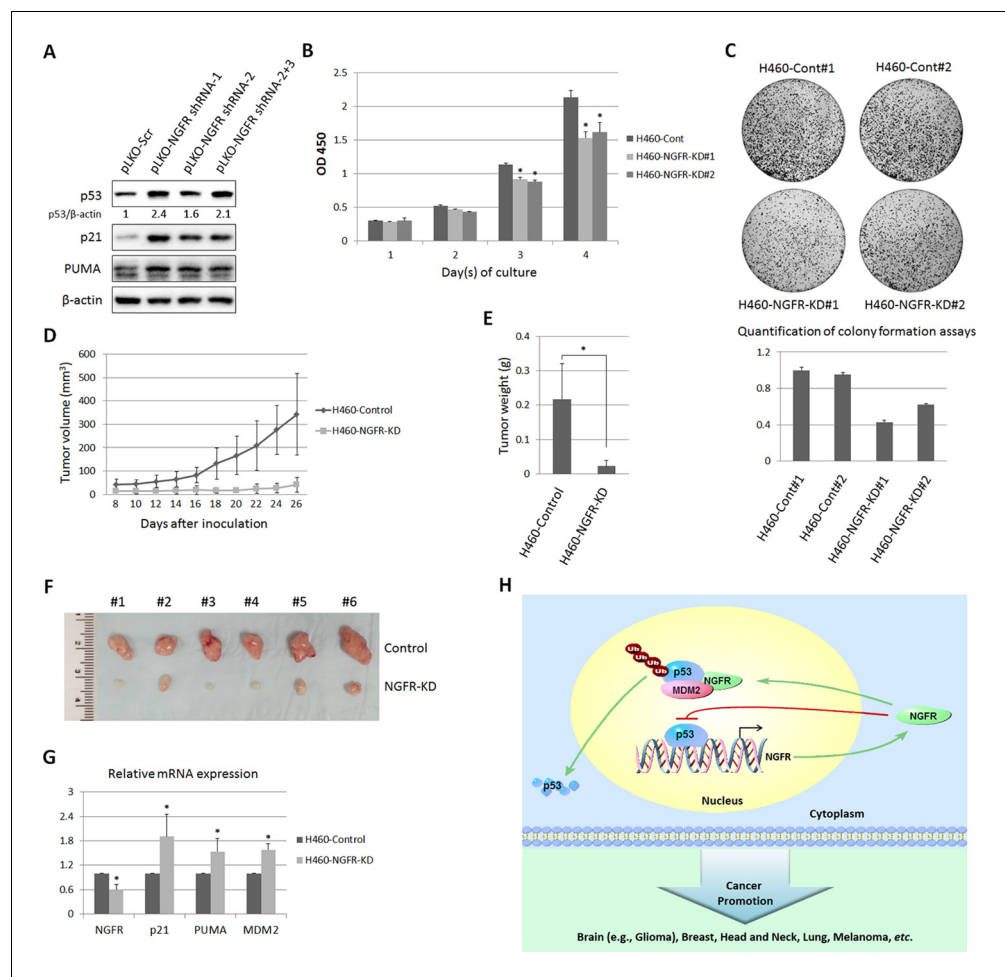 A
pLKO-Scr
pLKO-NGFR shRNA-1
pLKO-NGFR shRNA-2
pLKO-NGFR shRNA-2+3
p53
p53/β-actin 1 2.4 1.6 2.1
p21
PUMA
β-actin
B
OD 450
2.5
2
1.5
1
0.5
0
* *
* *
1 2 3 4
Day(s) of culture
H460-Cont
H460-NGFR-KD#1
H460-NGFR-KD#2
C
H460-Cont#1 H460-Cont#2
H460-NGFR-KD#1 H460-NGFR-KD#2
Quantification of colony formation assays
1.2
0.8
0.4
0
H460-Cont#1
H460-Cont#2
H460-NGFR-KD#1
H460-NGFR-KD#2
D
Tumor volume (mm³)
600
500
400
300
200
100
0
8 10 12 14 16 18 20 22 24 26
Days after inoculation
H460-Control
H460-NGFR-KD
E
Tumor weight (g)
0.4
0.3
0.2
0.1
0
*
H460-Control
H460-NGFR-KD
F
#1 #2 #3 #4 #5 #6
Control
NGFR-KD
G
Relative mRNA expression
3
2.4
1.8
1.2
0.6
0
* * * *
NGFR p21 PUMA MDM2
H460-Control
H460-NGFR-KD
H
Ub
Ub
Ub
Ub
p53
NGFR
MDM2
NGFR
p53
NGFR
p53
Nucleus
Cytoplasm
Cancer
Promotion
Brain (e.g., Glioma), Breast, Head and Neck, Lung, Melanoma, etc.